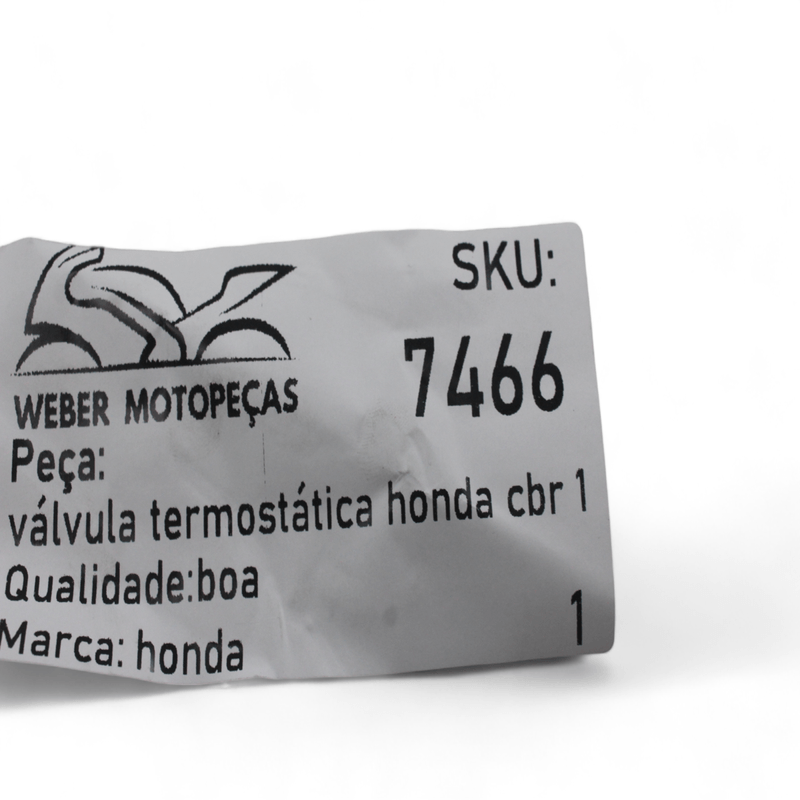 SKU:
7466
WEBER MOTOPEÇAS
Peça:
válvula termostática honda cbr 1
Qualidade:boa
Marca: honda
1